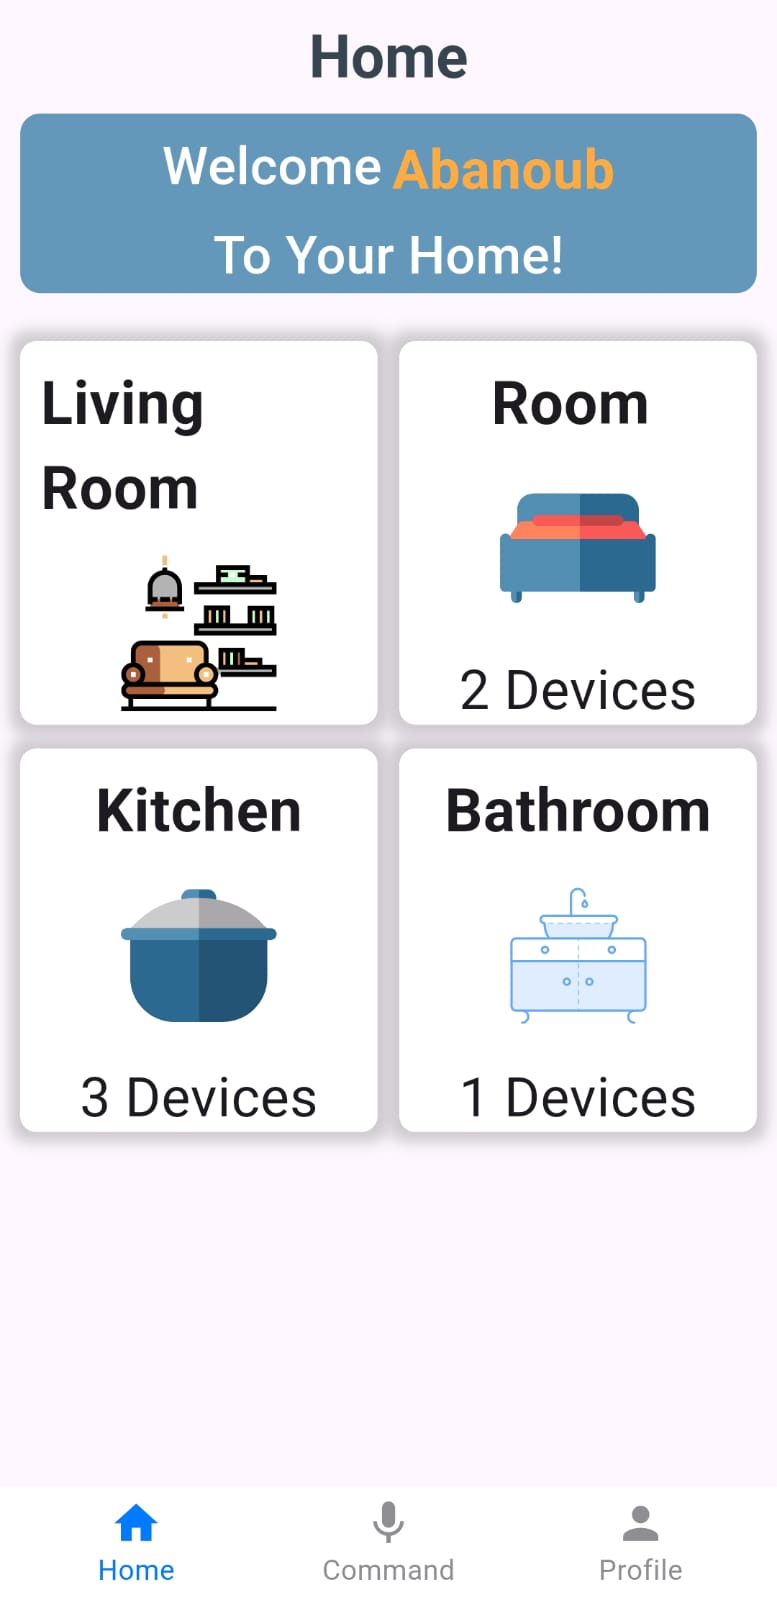 Home
Welcome Abanoub
To Your Home!
Living
Room
Room
2 Devices
Kitchen
Bathroom
3 Devices
1 Devices
Home
Command
Profile